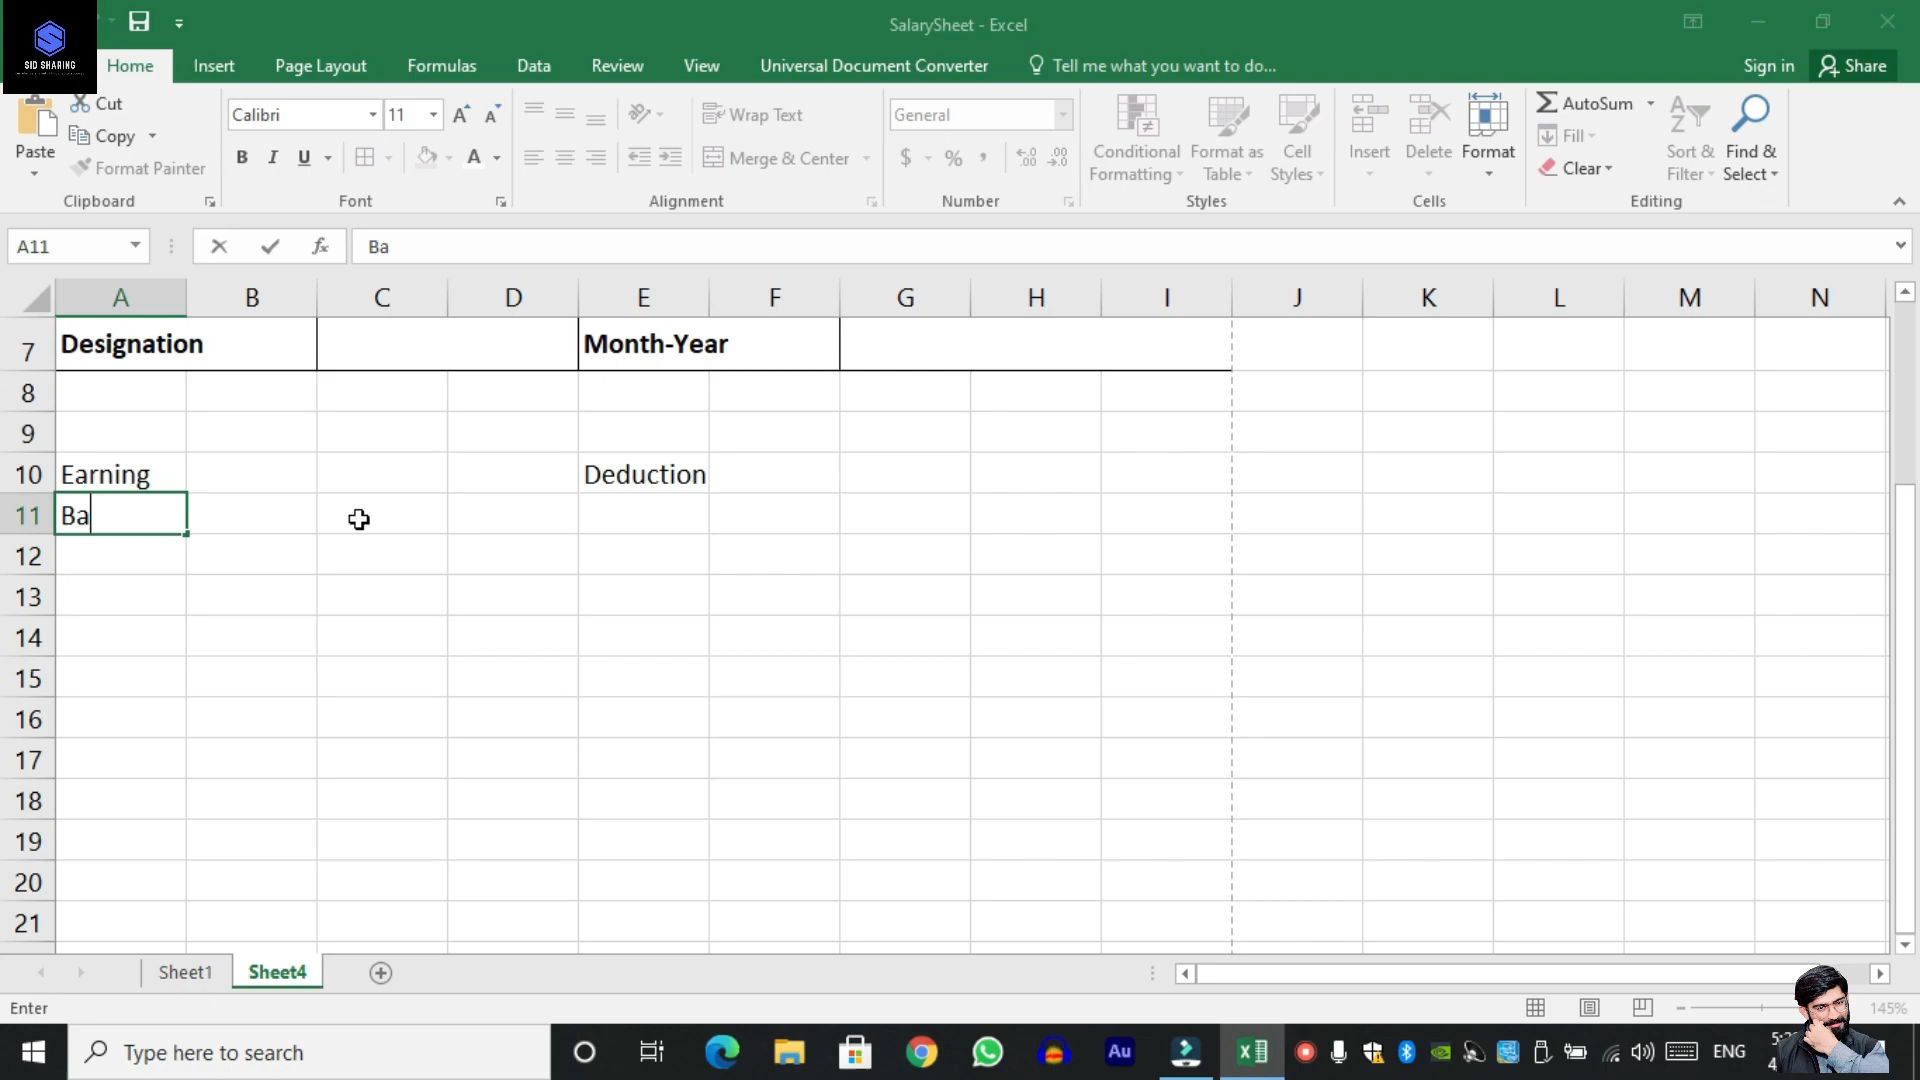 SID SHARING
SalarySheet - Excel
Home
Insert
Page Layout
Formulas
Data
Review
View
Universal Document Converter
Tell me what you want to do...
Sign in
Share
Paste
Cut
Copy
Format Painter
Clipboard
Calibri
11
B I U
A
Font
Wrap Text
Merge & Center
Alignment
General
$ % ,
Number
Conditional Formatting
Format as Table
Cell Styles
Styles
Insert
Delete
Format
Cells
AutoSum
Fill
Clear
Sort & Filter
Find & Select
Editing
A11
fx
Ba
A B C D E F G H I J K L M N
7 Designation Month-Year
8
9
10 Earning Deduction
11 Ba
12
13
14
15
16
17
18
19
20
21
Sheet1
Sheet4
Enter
145%
Type here to search
Au
ENG